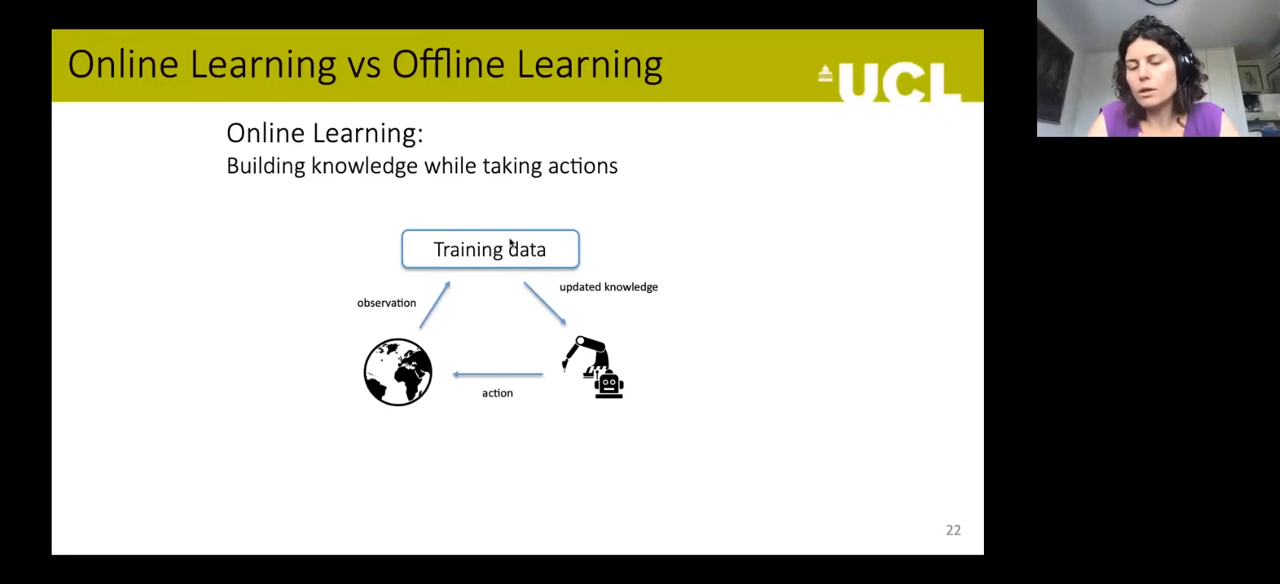 Online Learning vs Offline Learning
UCL
Online Learning:
Building knowledge while taking actions
Training data
observation
updated knowledge
action
22